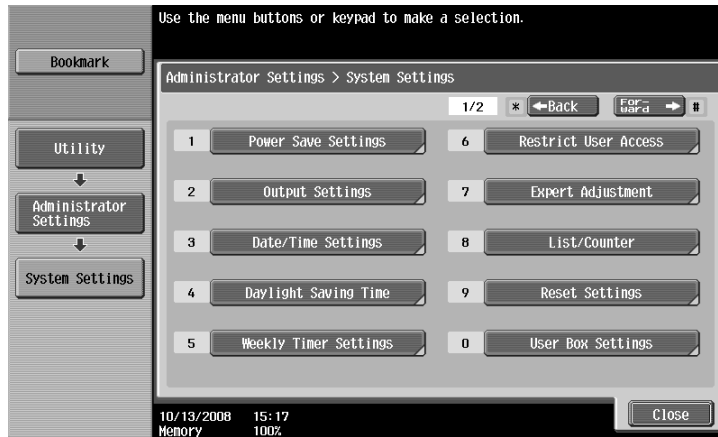 Use the menu buttons or keypad to make a selection.
Bookmark
Administrator Settings > System Settings
1/2 * ←Back For-ward → #
Utility
Administrator
Settings
System Settings
1 Power Save Settings
2 Output Settings
3 Date/Time Settings
4 Daylight Saving Time
5 Weekly Timer Settings
6 Restrict User Access
7 Expert Adjustment
8 List/Counter
9 Reset Settings
0 User Box Settings
10/13/2008 15:17
Memory 100%
Close